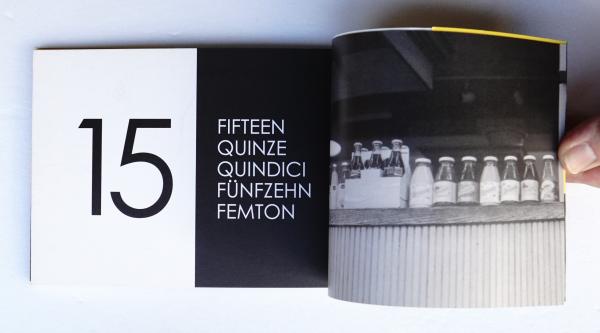 15
FIFTEEN
QUINZE
QUINDICI
FÜNFZEHN
FEMTON